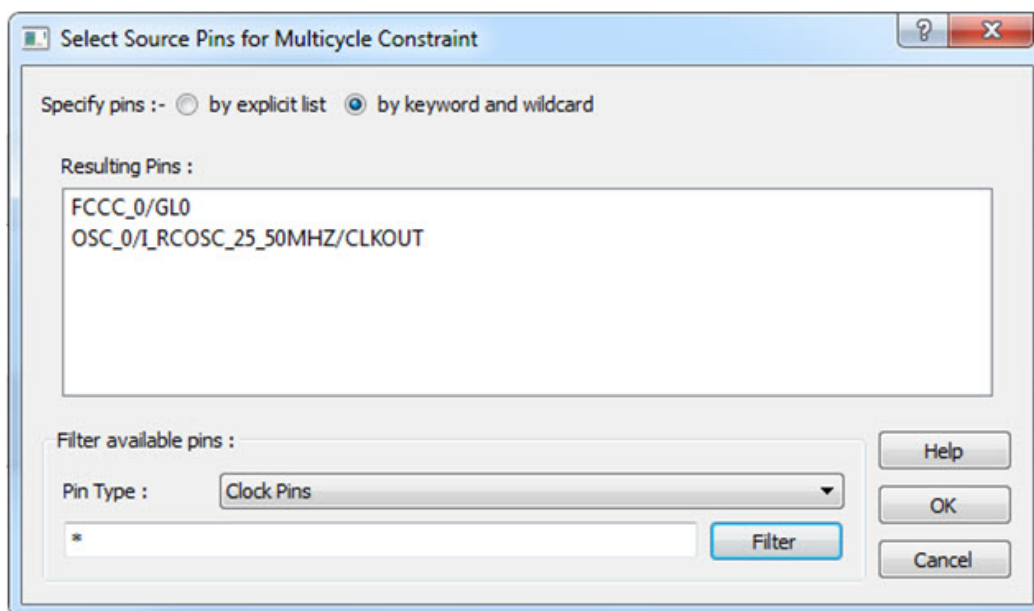 Select Source Pins for Multicycle Constraint
Specify pins :- by explicit list by keyword and wildcard
Resulting Pins :
FCCC_0/GL0
OSC_0/I_RCOSC_25_50MHZ/CLKOUT
Filter available pins :
Pin Type : Clock Pins
*
Filter
Help
OK
Cancel